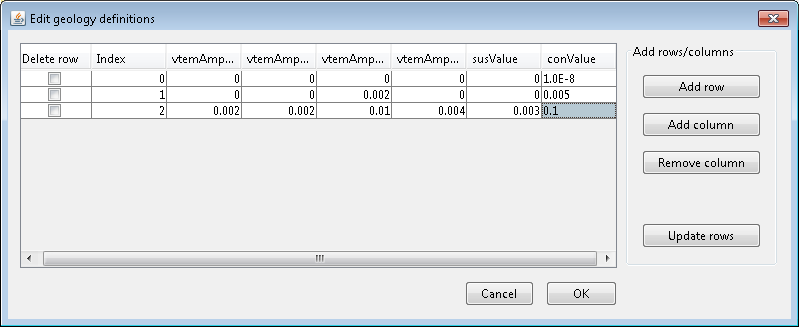 Edit geology definitions
Delete row Index vtemAmp... vtemAmp... vtemAmp... vtemAmp... susValue conValue
0 0 0 0 0 0 1.0E-8
1 0 0 0.002 0 0 0.005
2 0.002 0.002 0.01 0.004 0.003 0.1
Add rows/columns
Add row
Add column
Remove column
Update rows
Cancel OK